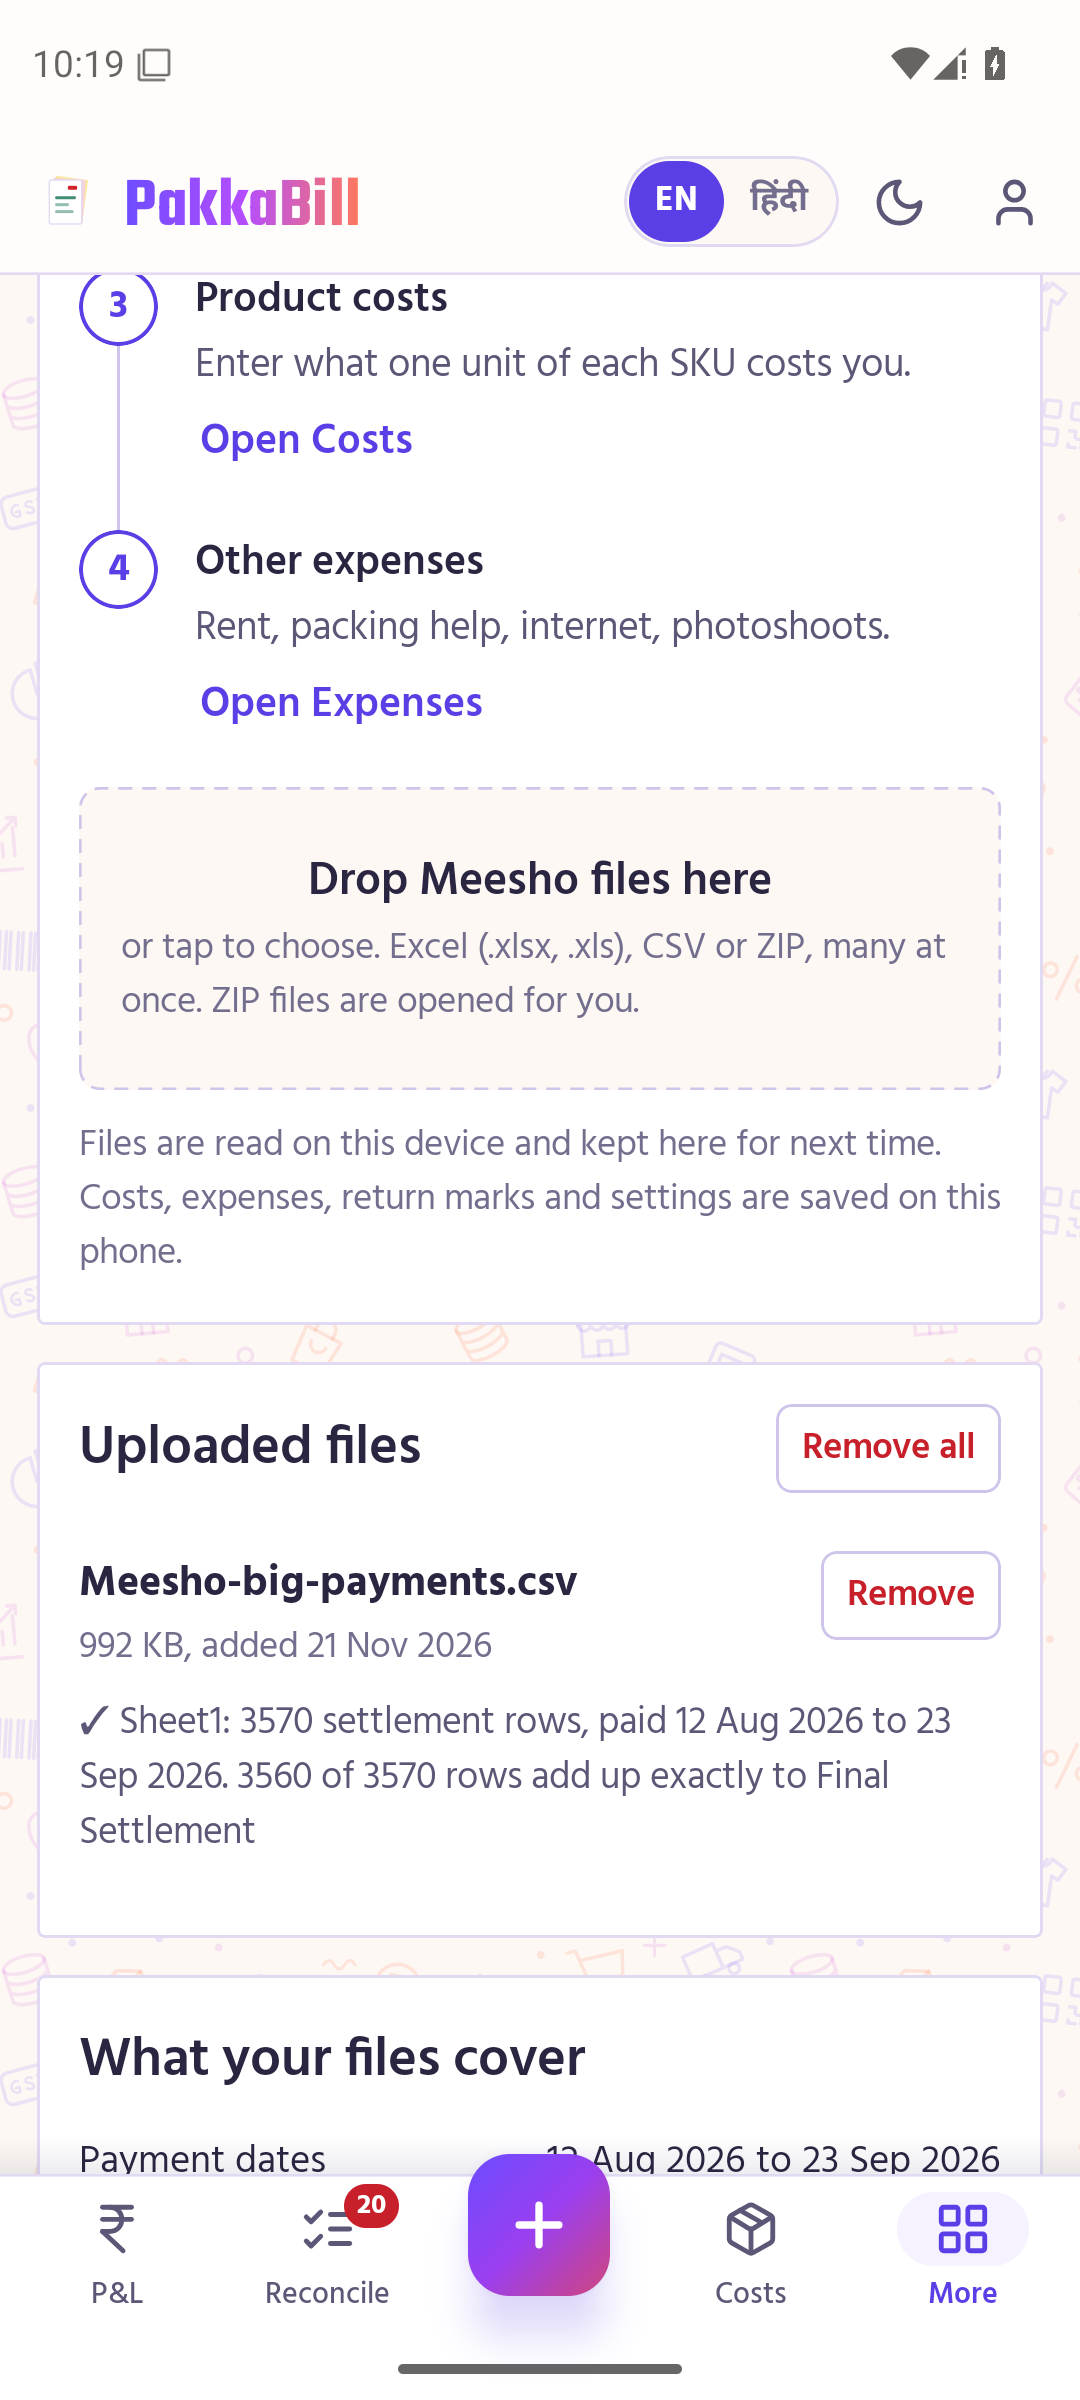 10:19
PakkaBill
EN
हिंदी
3
Product costs
Enter what one unit of each SKU costs you.
Open Costs
4
Other expenses
Rent, packing help, internet, photoshoots.
Open Expenses
Drop Meesho files here
or tap to choose. Excel (.xlsx, .xls), CSV or ZIP, many at
once. ZIP files are opened for you.
Files are read on this device and kept here for next time.
Costs, expenses, return marks and settings are saved on this
phone.
Uploaded files
Remove all
Meesho-big-payments.csv
Remove
992 KB, added 21 Nov 2026
✓ Sheet1: 3570 settlement rows, paid 12 Aug 2026 to 23
Sep 2026. 3560 of 3570 rows add up exactly to Final
Settlement
What your files cover
Payment dates
12 Aug 2026 to 23 Sep 2026
20
P&L
Reconcile
Costs
More